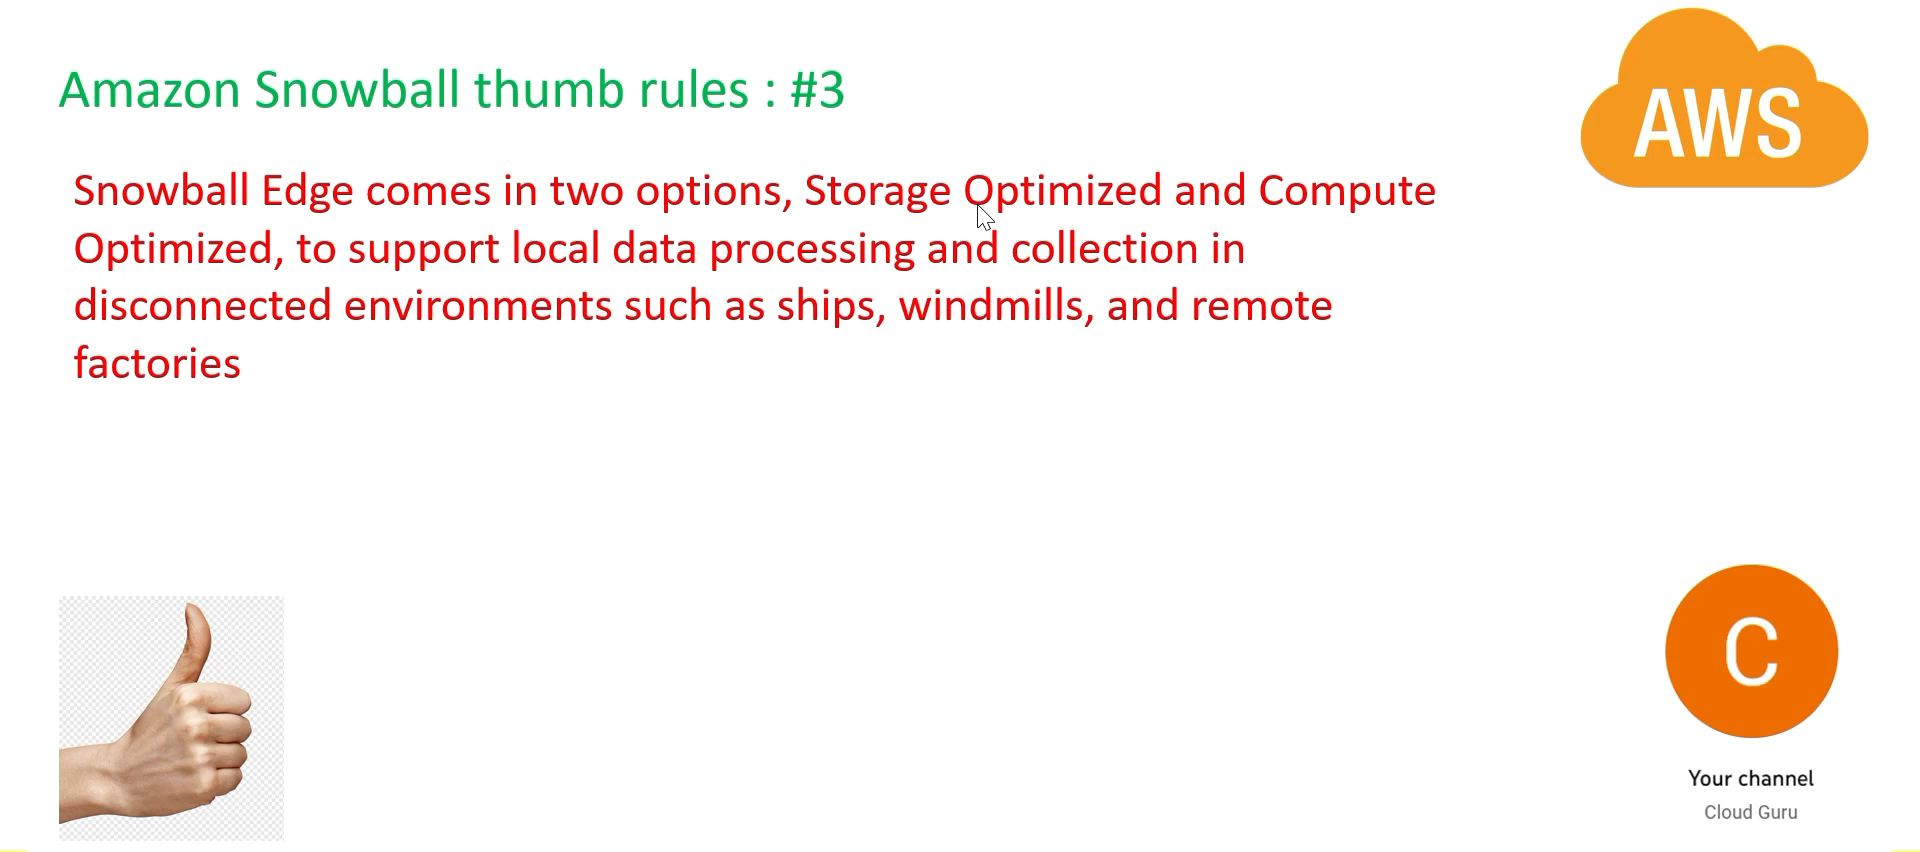 Amazon Snowball thumb rules : #3
AWS
Snowball Edge comes in two options, Storage Optimized and Compute
Optimized, to support local data processing and collection in
disconnected environments such as ships, windmills, and remote
factories
C
Your channel
Cloud Guru